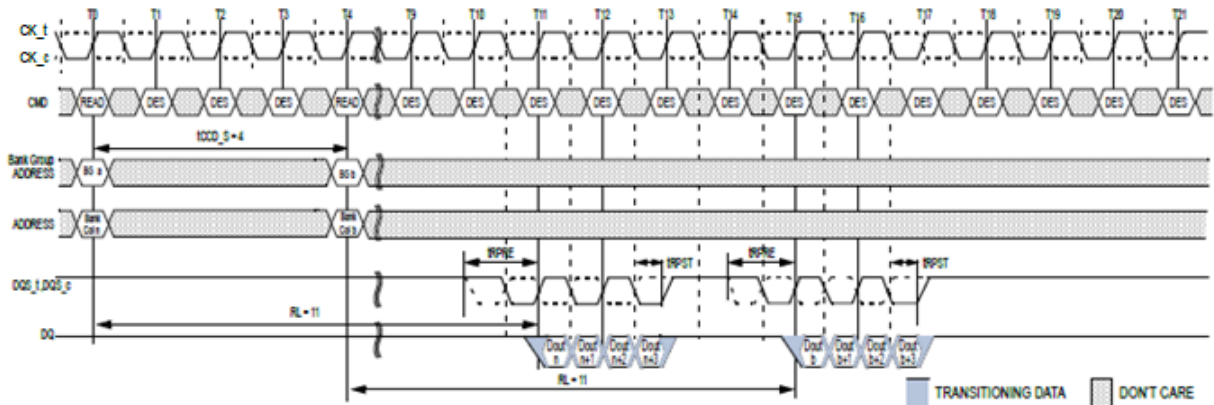 T0 T1 T2 T3 T4 T9 T10 T11 T12 T13 T14 T15 T16 T17 T18 T19 T20 T21
CK_t
CK_c
CMD READ DES DES DES READ DES DES DES DES DES DES DES DES DES DES DES DES DES
tCCD_S = 4
Bank Group
ADDRESS BG a BG b
ADDRESS Bank Col n Bank Col b
tRPRE tRPST tRPRE tRPST
DQS_t,DQS_c
RL = 11
DQ Dout n Dout n+1 Dout n+2 Dout n+3 Dout b Dout b+1 Dout b+2 Dout b+3
RL = 11
TRANSITIONING DATA DON'T CARE